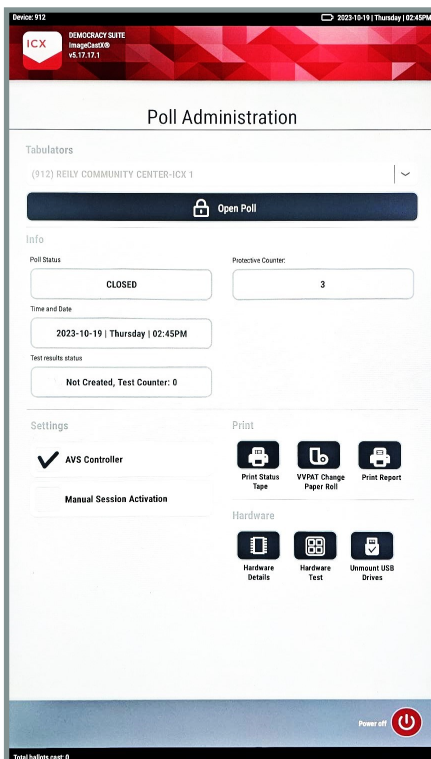 Device: 912
2023-10-19 | Thursday | 02:45PM
ICX
DEMOCRACY SUITE
ImageCastX®
v5.17.17.1
Poll Administration
Tabulators
(912) REILY COMMUNITY CENTER-ICX 1
Open Poll
Info
Poll Status
Protective Counter:
CLOSED
3
Time and Date
2023-10-19 | Thursday | 02:45PM
Test results status
Not Created, Test Counter: 0
Settings
Print
AVS Controller
Manual Session Activation
Print Status
Tape
VVPAT Change
Paper Roll
Print Report
Hardware
Hardware
Details
Hardware
Test
Unmount USB
Drives
Power off
Total ballots cast: 0